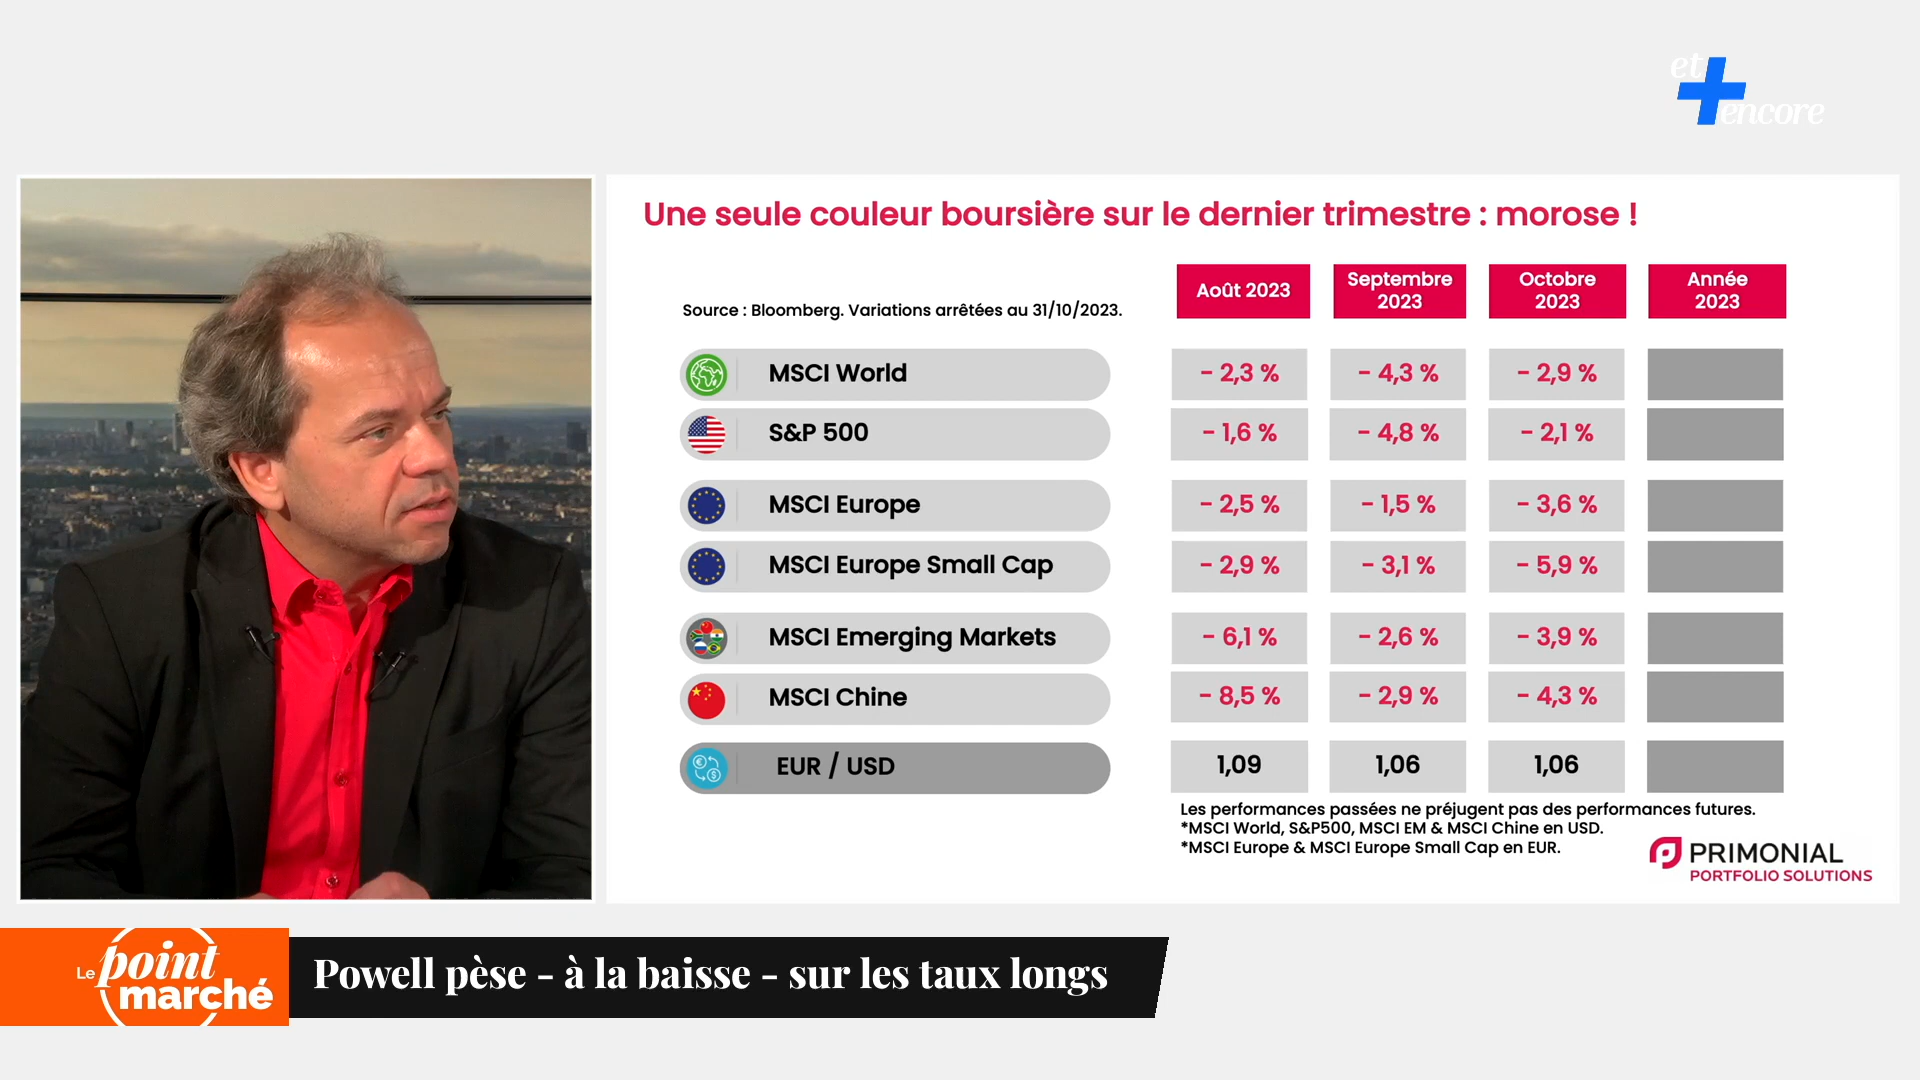 et
encore
Une seule couleur boursière sur le dernier trimestre : morose !
Source : Bloomberg. Variations arrêtées au 31/10/2023.
Août 2023
Septembre
2023
Octobre
2023
Année
2023
MSCI World - 2,3 % - 4,3 % - 2,9 %
S&P 500 - 1,6 % - 4,8 % - 2,1 %
MSCI Europe - 2,5 % - 1,5 % - 3,6 %
MSCI Europe Small Cap - 2,9 % - 3,1 % - 5,9 %
MSCI Emerging Markets - 6,1 % - 2,6 % - 3,9 %
MSCI Chine - 8,5 % - 2,9 % - 4,3 %
EUR / USD 1,09 1,06 1,06
Les performances passées ne préjugent pas des performances futures.
*MSCI World, S&P500, MSCI EM & MSCI Chine en USD.
*MSCI Europe & MSCI Europe Small Cap en EUR.
PRIMONIAL
PORTFOLIO SOLUTIONS
Le point
marché
Powell pèse - à la baisse - sur les taux longs